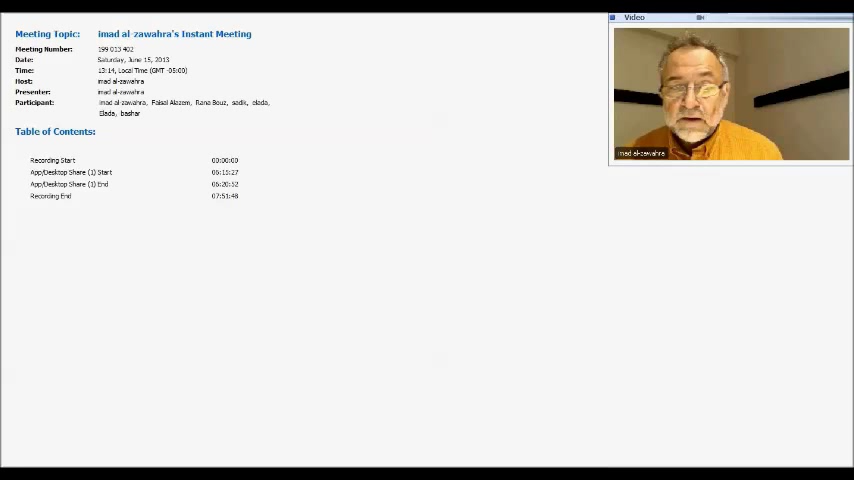 Meeting Topic: imad al-zawahra's Instant Meeting
Meeting Number: 199 013 402
Date: Saturday, June 15, 2013
Time: 13:14, Local Time (GMT -05:00)
Host: imad al-zawahra
Presenter: imad al-zawahra
Participant: imad al-zawahra, Faisal Alazem, Rana Bouz, sadik, elada,
Elada, bashar
Table of Contents:
Recording Start 00:00:00
App/Desktop Share (1) Start 06:15:27
App/Desktop Share (1) End 06:20:52
Recording End 07:51:48
Video
imad al-zawahra